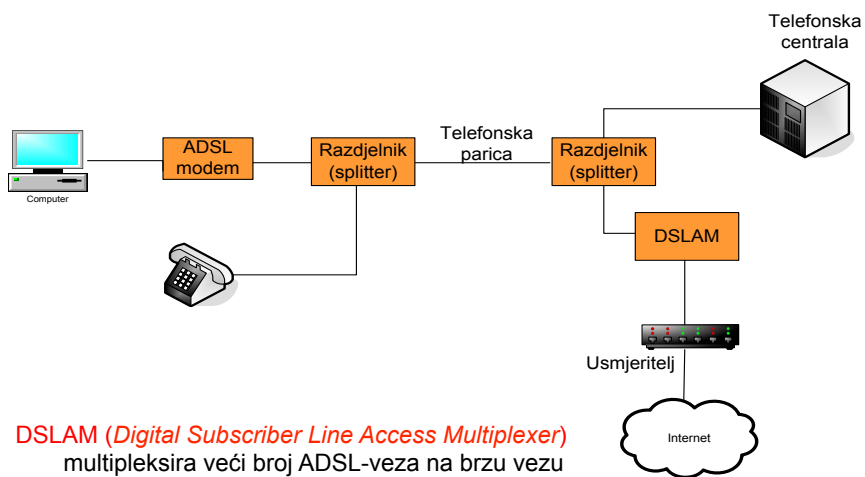 Telefonska
centrala
ADSL
modem
Razdjelnik
(splitter)
Telefonska
parica
Razdjelnik
(splitter)
Computer
DSLAM
Usmjeritelj
Internet
DSLAM (Digital Subscriber Line Access Multiplexer)
multipleksira veći broj ADSL-veza na brzu vezu